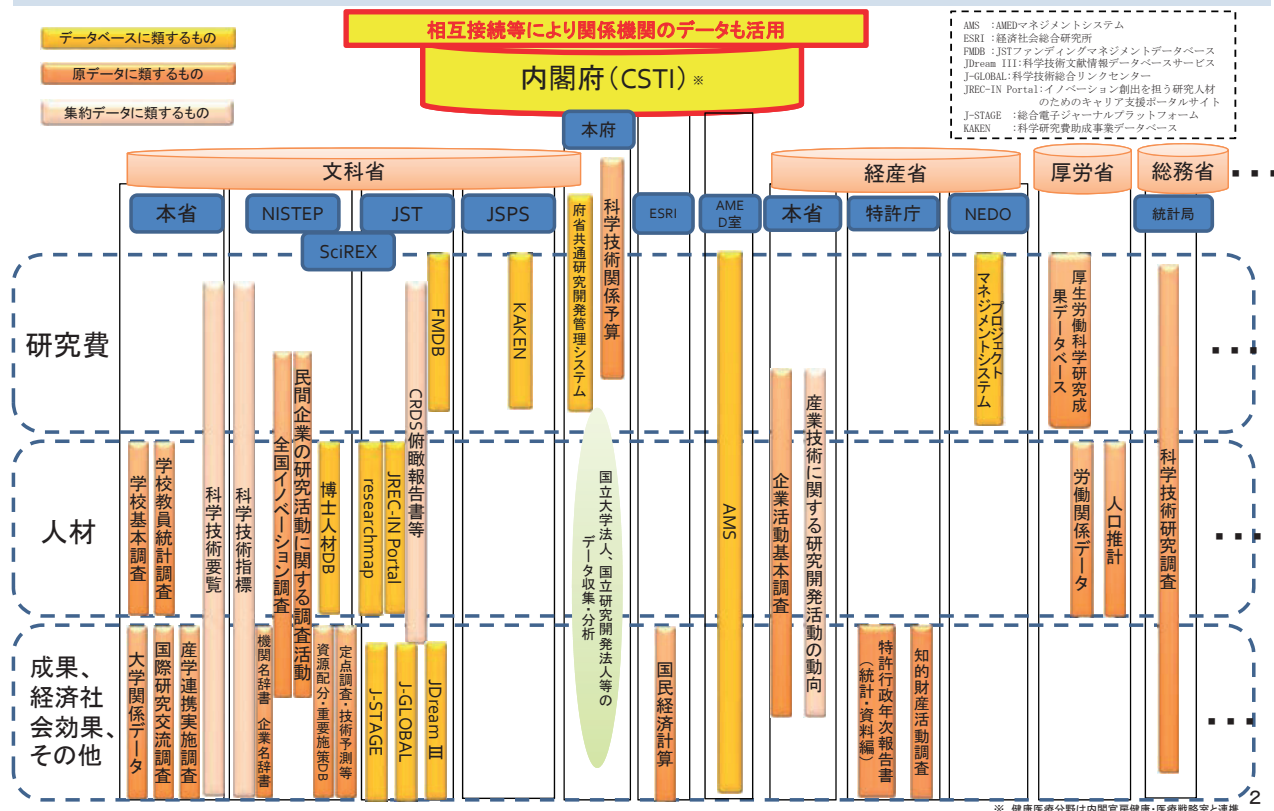 相互接続等により関係機関のデータも活用
内閣府(CSTI)※
データベースに類するもの
原データに類するもの
集約データに類するもの
AMS :AMEDマネジメントシステム
ESRI :経済社会総合研究所
FMDB :JSTファンディングマネジメントデータベース
JDream III:科学技術文献情報データベースサービス
J-GLOBAL:科学技術総合リンクセンター
JREC-IN Portal:イノベーション創出を担う研究人材
のためのキャリア支援ポータルサイト
J-STAGE :総合電子ジャーナルプラットフォーム
KAKEN :科学研究費助成事業データベース
本府
文科省
経産省
厚労省
総務省
・・・・
本省
NISTEP
JST
JSPS
ESRI
AME
D室
本省
特許庁
NEDO
統計局
SciREX
府省共通研究開発管理システム
科学技術関係予算
研究費
科学技術要覧
科学技術指標
全国イノベーション調査
民間企業の研究活動に関する調査活動
CRDS俯瞰報告書等
FMDB
KAKEN
企業活動基本調査
産業技術に関する研究開発活動の動向
AMS
プロジェクト
マネジメントシステム
厚生労働科学研究成
果データベース
科学技術研究調査
・・・
人材
学校基本調査
学校教員統計調査
博士人材DB
researchmap
JREC-IN Portal
国立大学法人、国立研究開発法人等の
データ収集・分析
労働関係データ
人口推計
・・・
成果、
経済社
会効果、
その他
大学関係データ
国際研究交流調査
産学連携実施調査
機関名辞書 企業名辞書
資源配分・重要施策DB
定点調査・技術予測等
J-STAGE
J-GLOBAL
JDream Ⅲ
国民経済計算
特許行政年次報告書
(統計・資料編)
知的財産活動調査
・・・
※ 健康医療分野は内閣官房健康・医療戦略室と連携
2